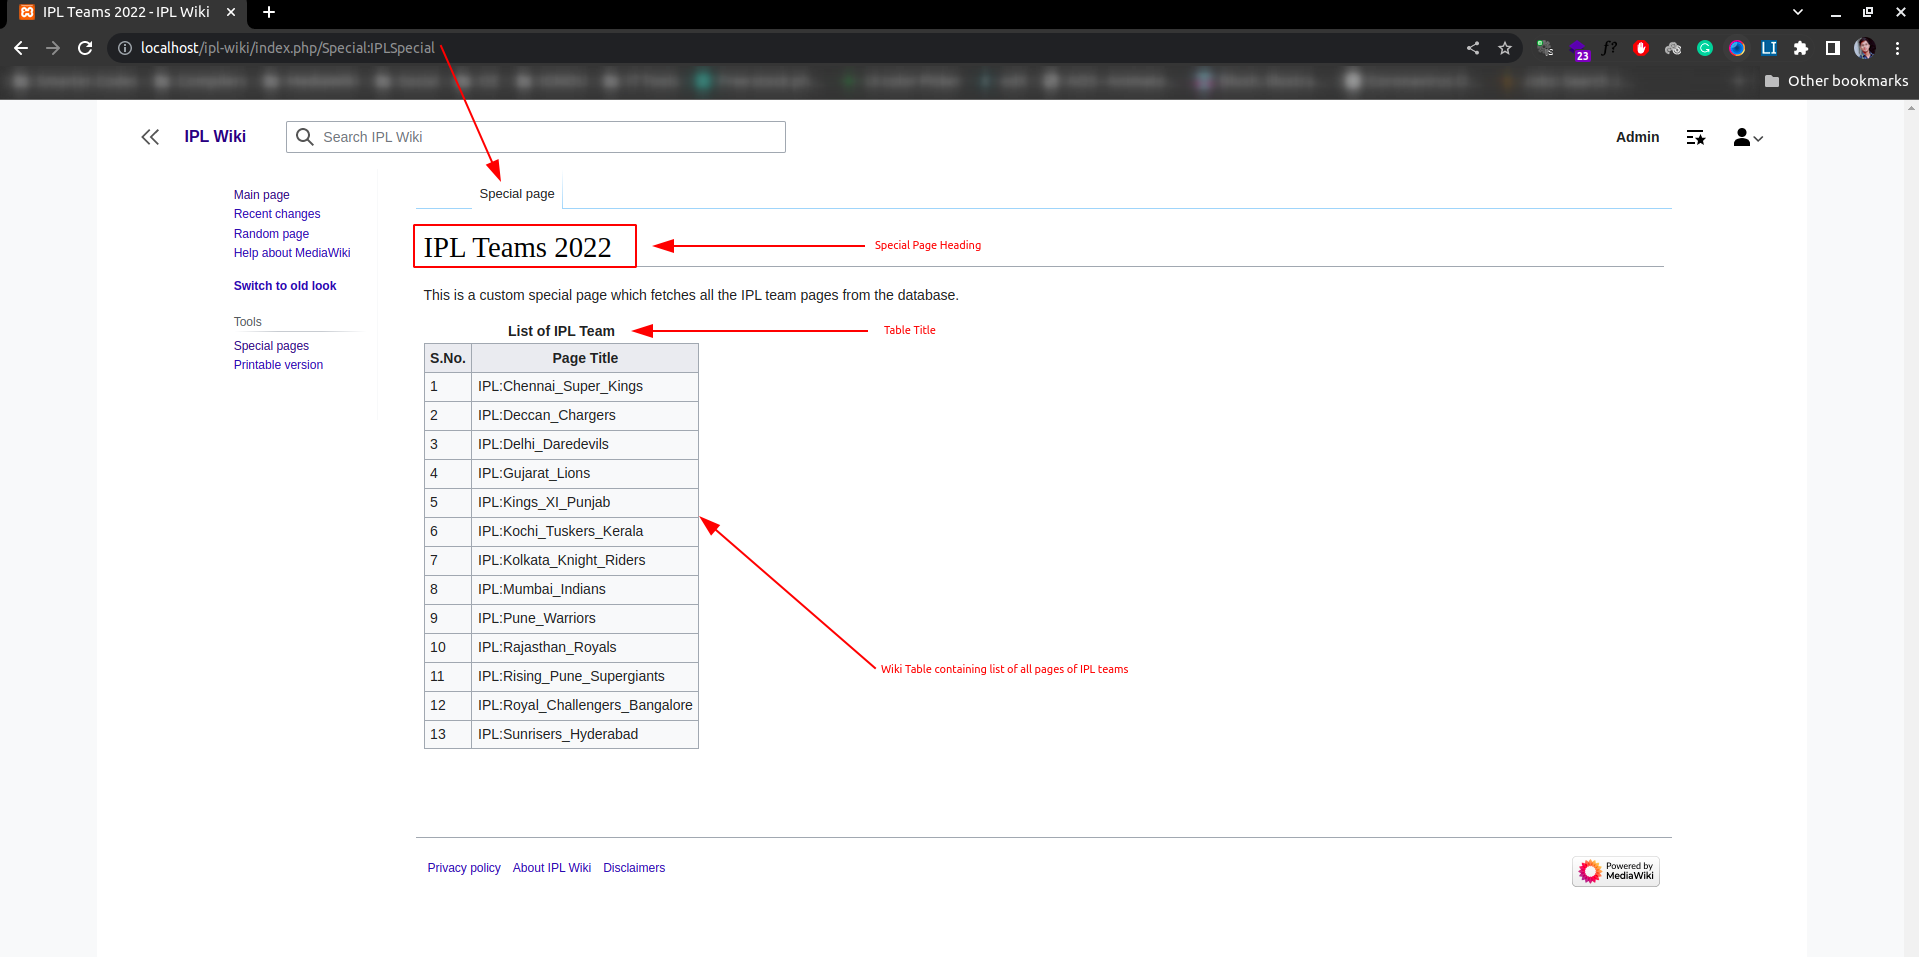 IPL Teams 2022 - IPL Wiki
localhost/ipl-wiki/index.php/Special:IPLSpecial
f?
23
LI
Other bookmarks
IPL Wiki
Search IPL Wiki
Admin
Main page
Recent changes
Random page
Help about MediaWiki
Switch to old look
Tools
Special pages
Printable version
Special page
IPL Teams 2022
Special Page Heading
This is a custom special page which fetches all the IPL team pages from the database.
List of IPL Team
Table Title
S.No. Page Title
1 IPL:Chennai_Super_Kings
2 IPL:Deccan_Chargers
3 IPL:Delhi_Daredevils
4 IPL:Gujarat_Lions
5 IPL:Kings_XI_Punjab
6 IPL:Kochi_Tuskers_Kerala
7 IPL:Kolkata_Knight_Riders
8 IPL:Mumbai_Indians
9 IPL:Pune_Warriors
10 IPL:Rajasthan_Royals
11 IPL:Rising_Pune_Supergiants
12 IPL:Royal_Challengers_Bangalore
13 IPL:Sunrisers_Hyderabad
Wiki Table containing list of all pages of IPL teams
Privacy policy About IPL Wiki Disclaimers
Powered by
MediaWiki